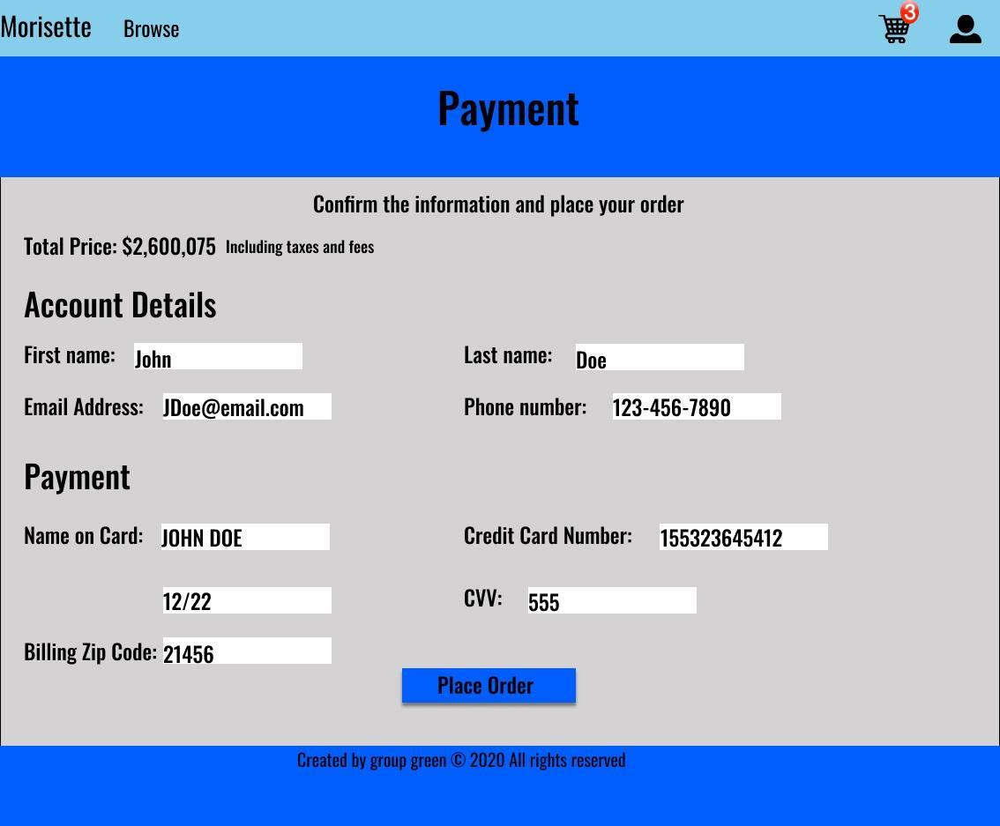 Morisette Browse 3
Payment
Confirm the information and place your order
Total Price: $2,600,075 Including taxes and fees
Account Details
First name: John Last name: Doe
Email Address: JDoe@email.com Phone number: 123-456-7890
Payment
Name on Card: JOHN DOE Credit Card Number: 155323645412
12/22 CVV: 555
Billing Zip Code: 21456
Place Order
Created by group green © 2020 All rights reserved